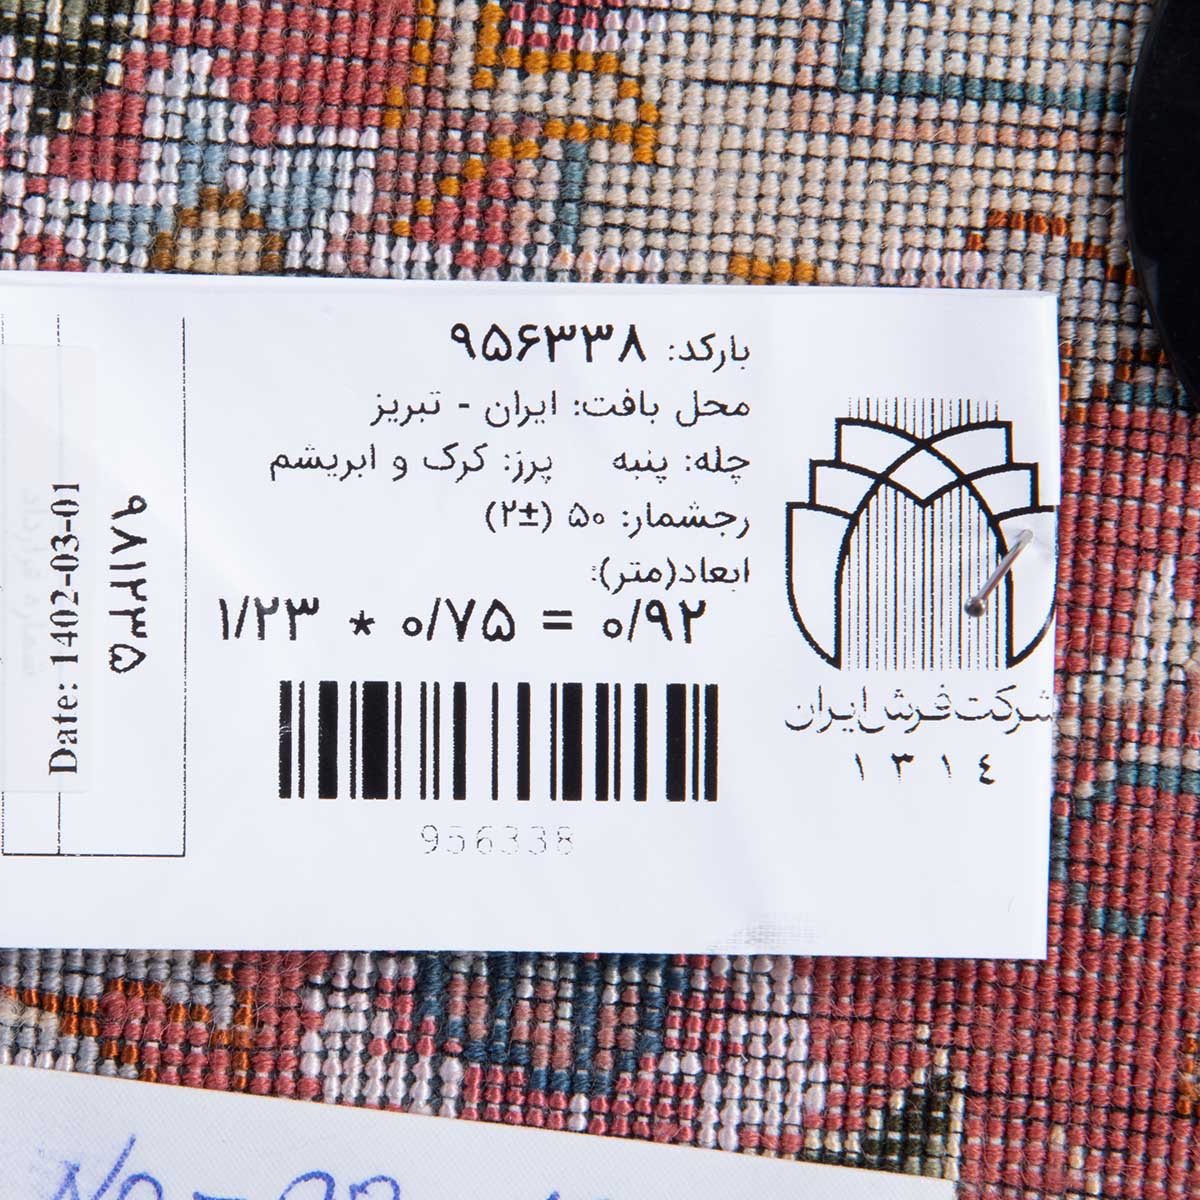 بارکد: ۹۵۶۳۳۸
محل بافت: ایران - تبریز
چله: پنبه    پرز: کرک و ابریشم
رجشمار: ۵۰ (±۲)
ابعاد(متر):
۱/۲۳ * ۰/۷۵ = ۰/۹۲
956338
شرکت فرش ایران
۱۳۱٤
۹۸۱۲۳۵
Date: 1402-03-01